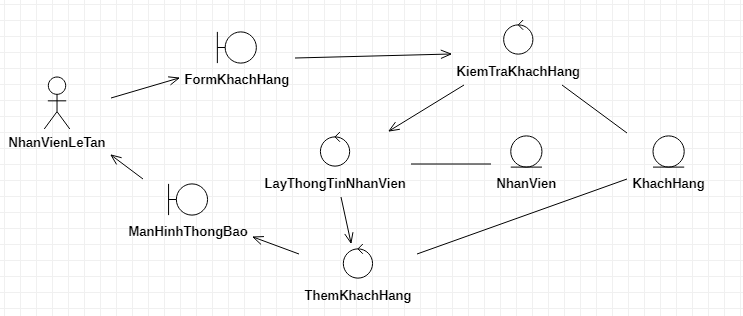 FormKhachHang
KiemTraKhachHang
NhanVienLeTan
LayThongTinNhanVien
NhanVien
KhachHang
ManHinhThongBao
ThemKhachHang